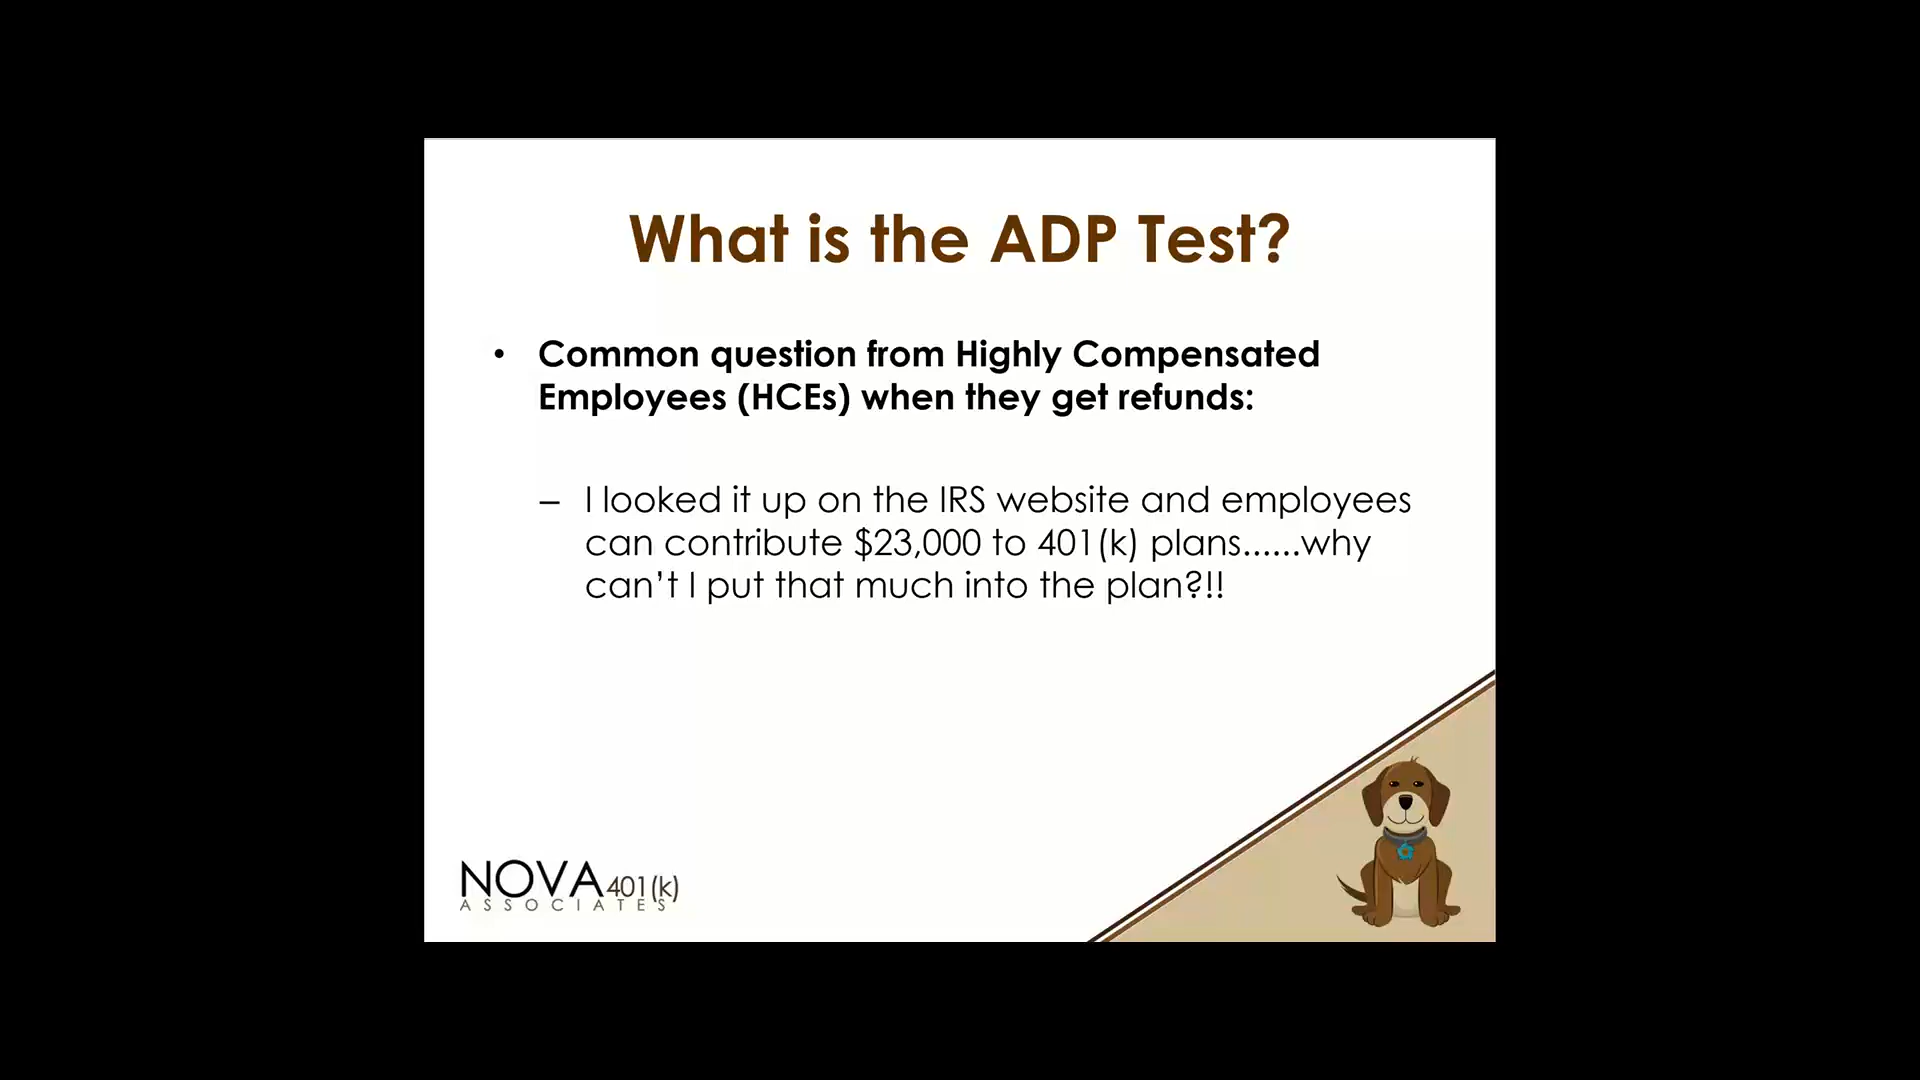 What is the ADP Test?
• Common question from Highly Compensated
Employees (HCEs) when they get refunds:
– I looked it up on the IRS website and employees
can contribute $23,000 to 401(k) plans......why
can’t I put that much into the plan?!!
NOVA 401(k)
ASSOCIATES